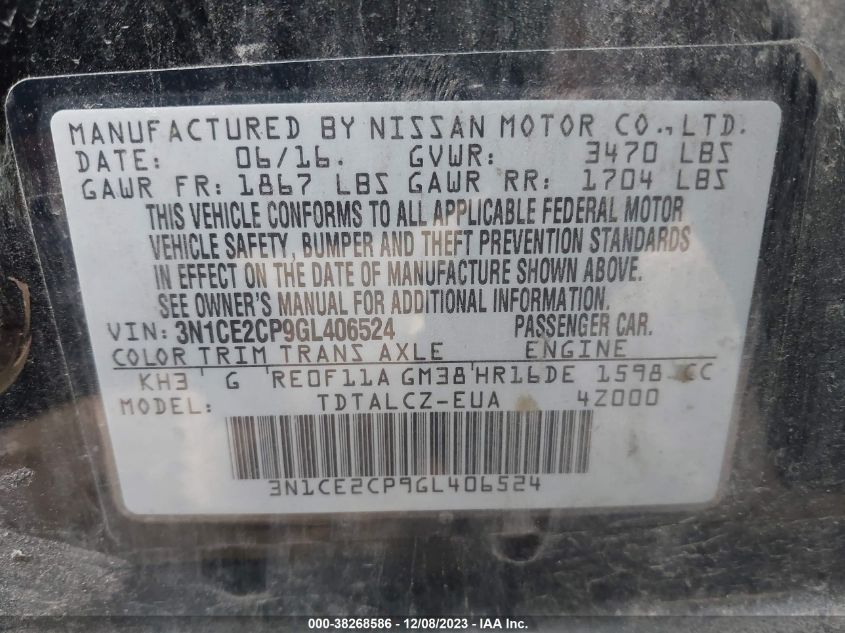 MANUFACTURED BY NISSAN MOTOR CO., LTD.
DATE: 06/16. GVWR: 3470 LBS
GAWR FR: 1867 LBS GAWR RR: 1704 LBS
THIS VEHICLE CONFORMS TO ALL APPLICABLE FEDERAL MOTOR
VEHICLE SAFETY, BUMPER AND THEFT PREVENTION STANDARDS
IN EFFECT ON THE DATE OF MANUFACTURE SHOWN ABOVE.
SEE OWNER'S MANUAL FOR ADDITIONAL INFORMATION.
VIN: 3N1CE2CP9GL406524 PASSENGER CAR.
COLOR TRIM TRANS AXLE ENGINE
KH3 G RE0F11A GM38 HR16DE 1598 CC
MODEL: TDTALCZ-EUA 4Z000
3N1CE2CP9GL406524
000-38268586 - 12/08/2023 - IAA Inc.